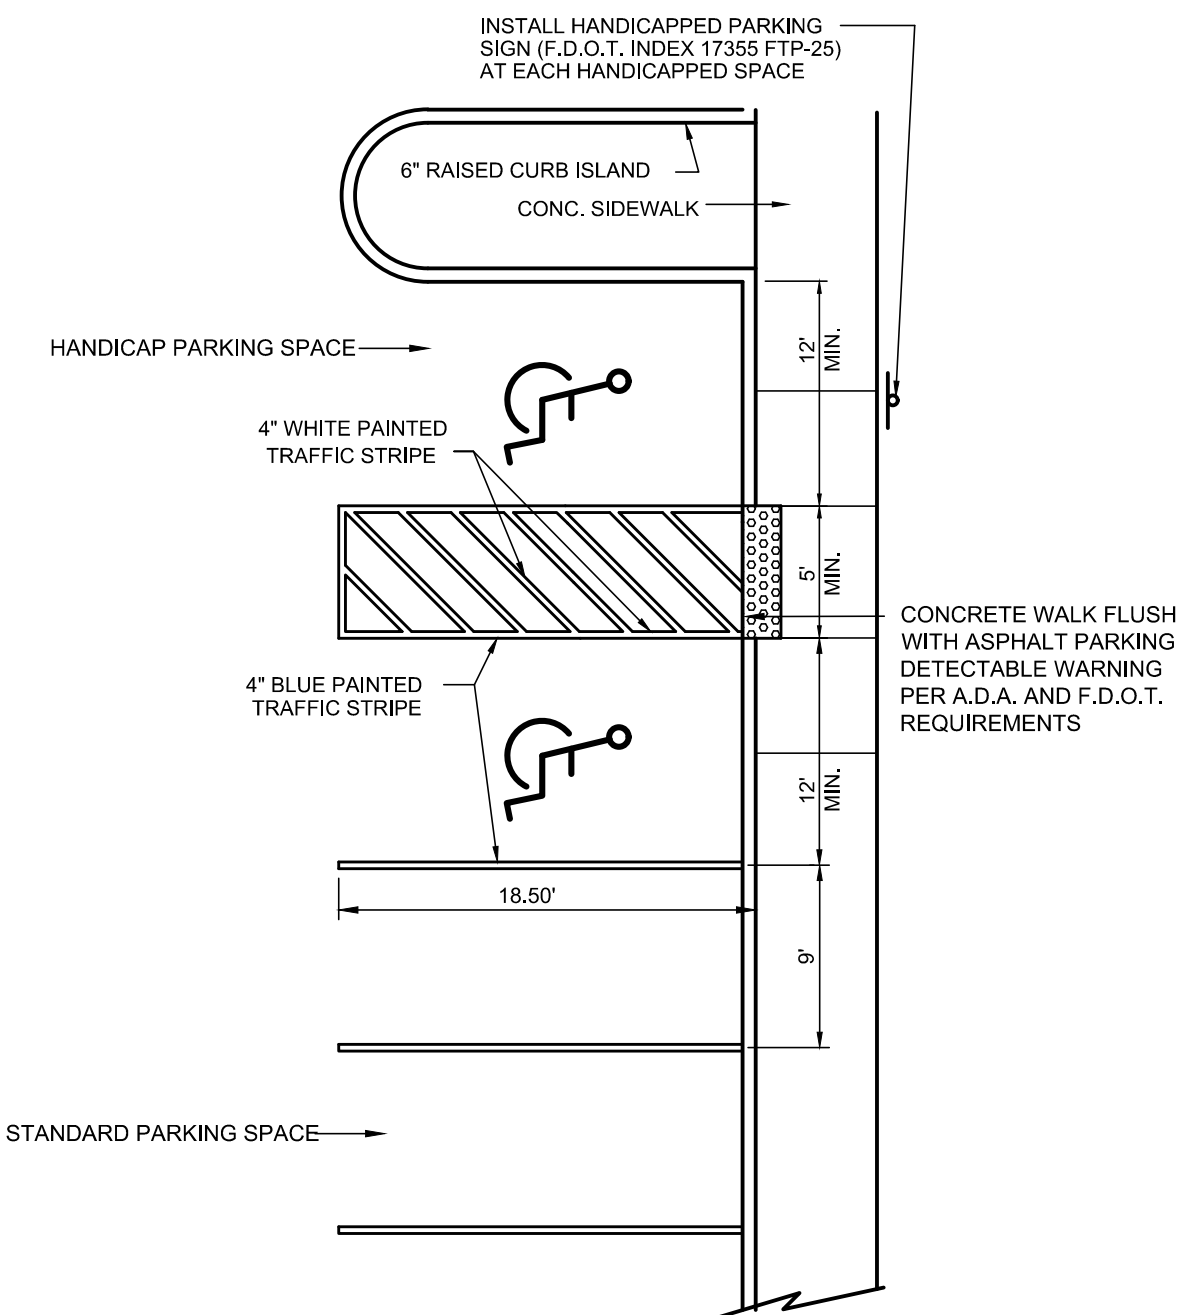 INSTALL HANDICAPPED PARKING
SIGN (F.D.O.T. INDEX 17355 FTP-25)
AT EACH HANDICAPPED SPACE
6" RAISED CURB ISLAND
CONC. SIDEWALK
HANDICAP PARKING SPACE
12'
MIN.
4" WHITE PAINTED
TRAFFIC STRIPE
5'
MIN.
CONCRETE WALK FLUSH
WITH ASPHALT PARKING
DETECTABLE WARNING
PER A.D.A. AND F.D.O.T.
REQUIREMENTS
4" BLUE PAINTED
TRAFFIC STRIPE
12'
MIN.
18.50'
9'
STANDARD PARKING SPACE